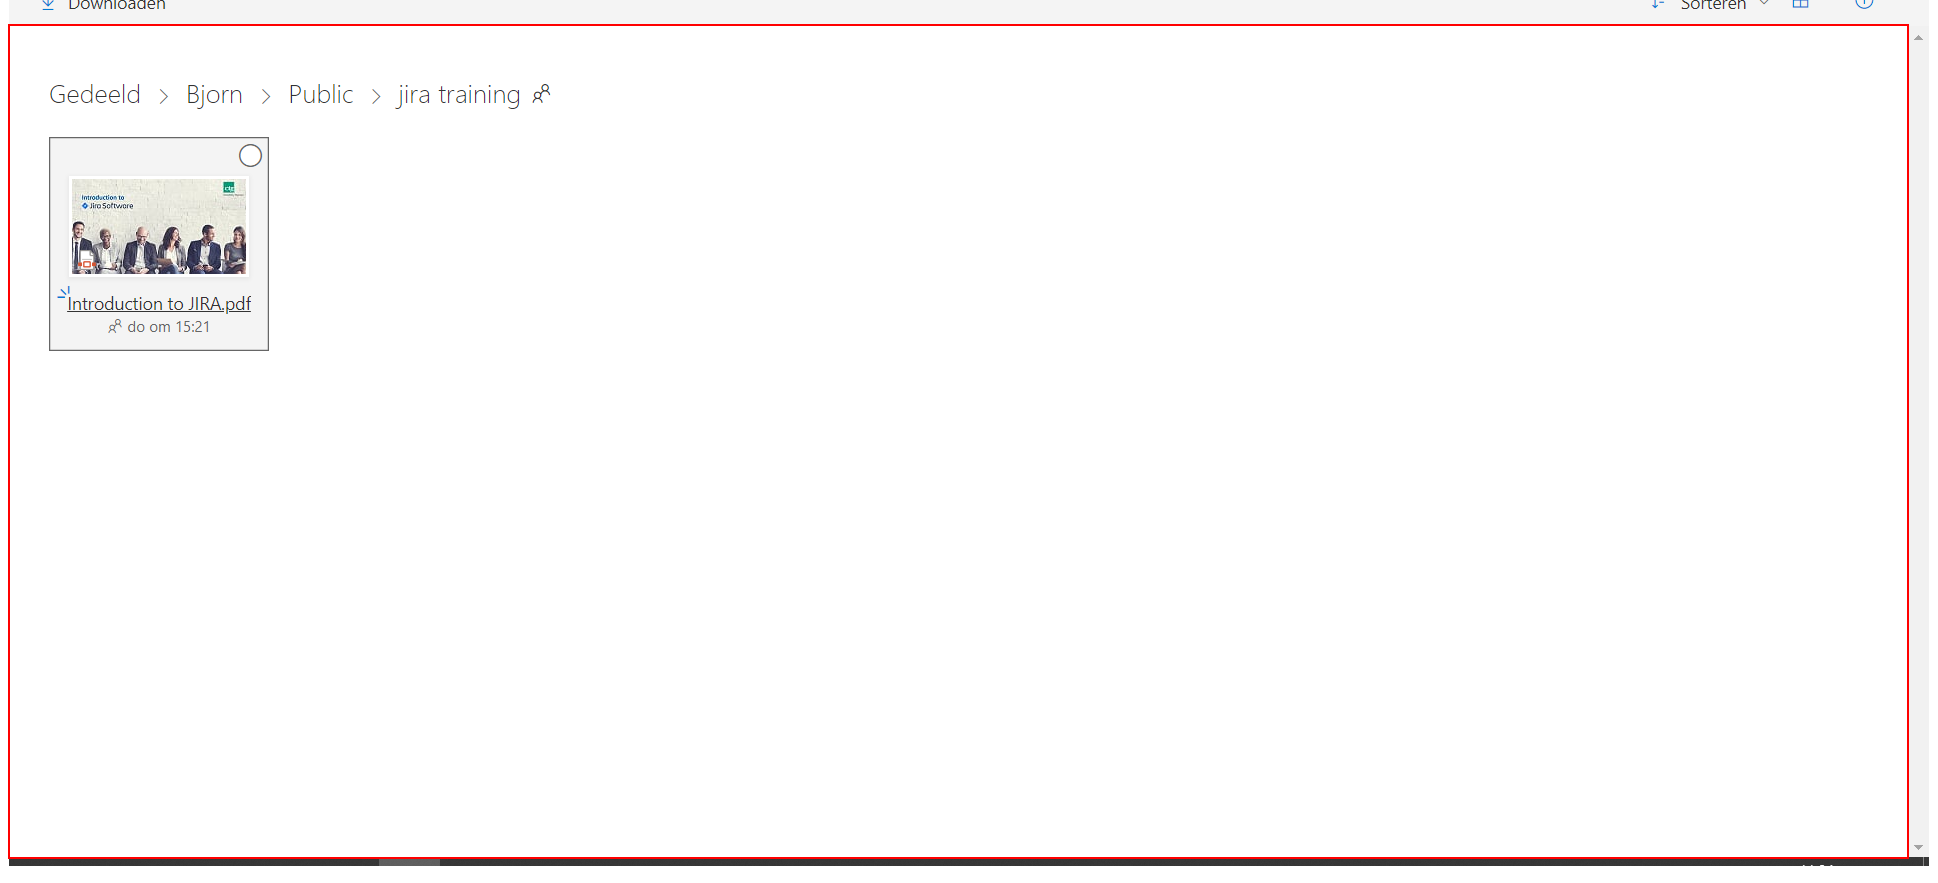 Downloaden
Sorteren
Gedeeld > Bjorn > Public > jira training
ctg
Introduction to
Jira Software
Introduction to JIRA.pdf
do om 15:21